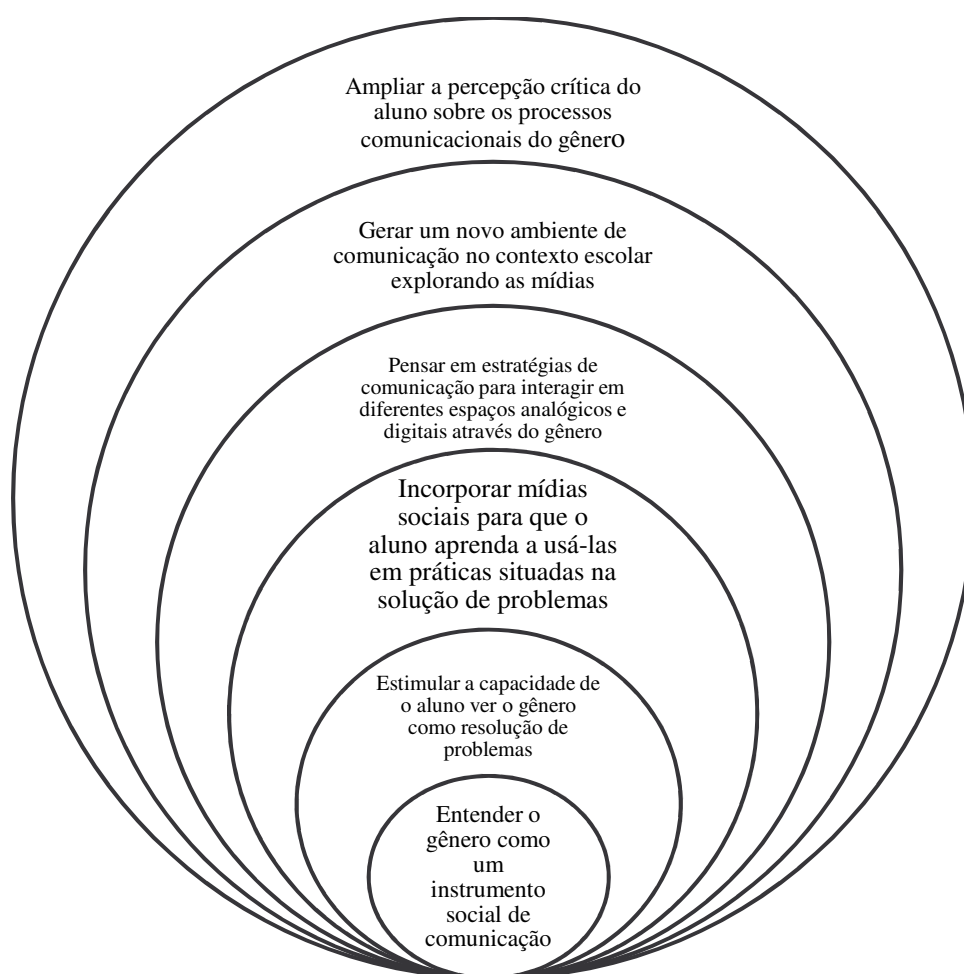 Ampliar a percepção crítica do
aluno sobre os processos
comunicacionais do gênero
Gerar um novo ambiente de
comunicação no contexto escolar
explorando as mídias
Pensar em estratégias de
comunicação para interagir em
diferentes espaços analógicos e
digitais através do gênero
Incorporar mídias
sociais para que o
aluno aprenda a usá-las
em práticas situadas na
solução de problemas
Estimular a capacidade de
o aluno ver o gênero
como resolução de
problemas
Entender o
gênero como
um
instrumento
social de
comunicação